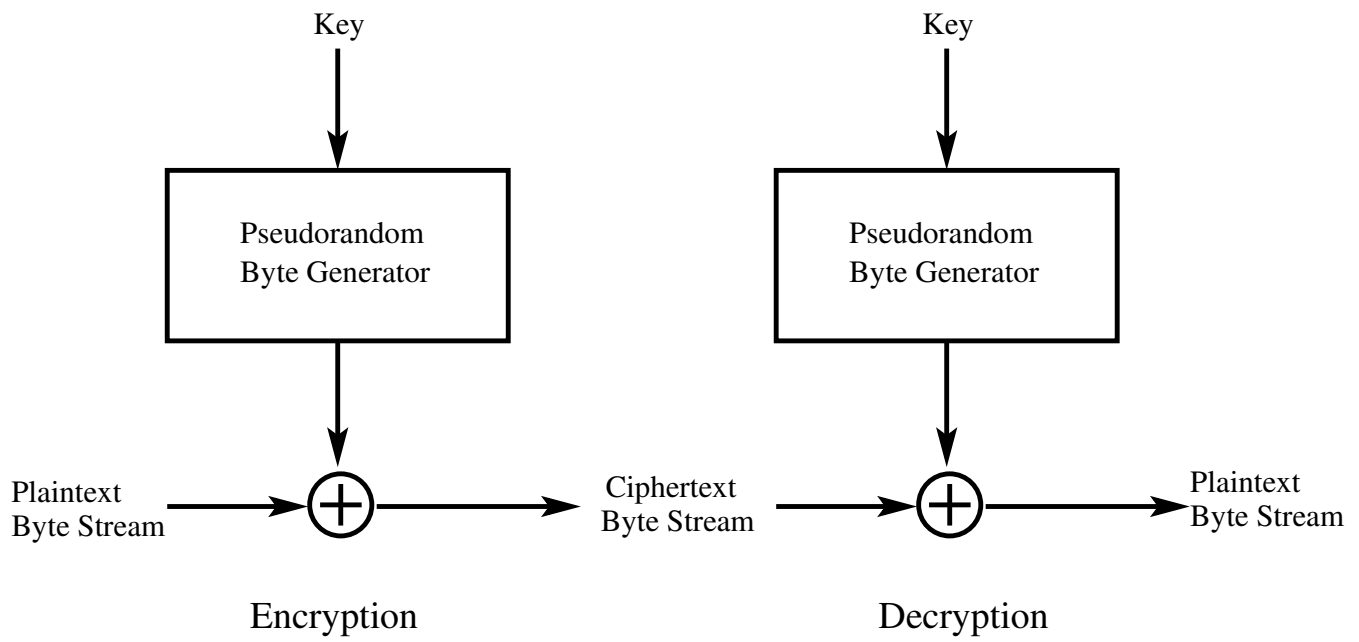 Key
Key
Pseudorandom
Byte Generator
Pseudorandom
Byte Generator
Plaintext
Byte Stream
Ciphertext
Byte Stream
Plaintext
Byte Stream
Encryption
Decryption